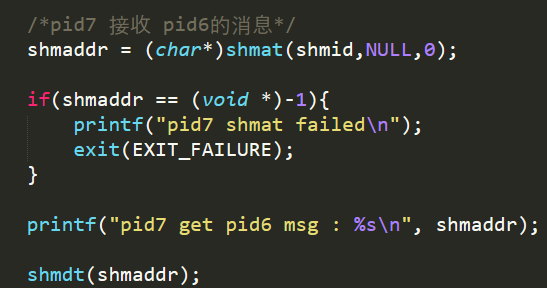 /*pid7 接收 pid6的消息*/
shmaddr = (char*)shmat(shmid,NULL,0);
if(shmaddr == (void *)-1){
printf("pid7 shmat failed\n");
exit(EXIT_FAILURE);
}
printf("pid7 get pid6 msg : %s\n", shmaddr);
shmdt(shmaddr);